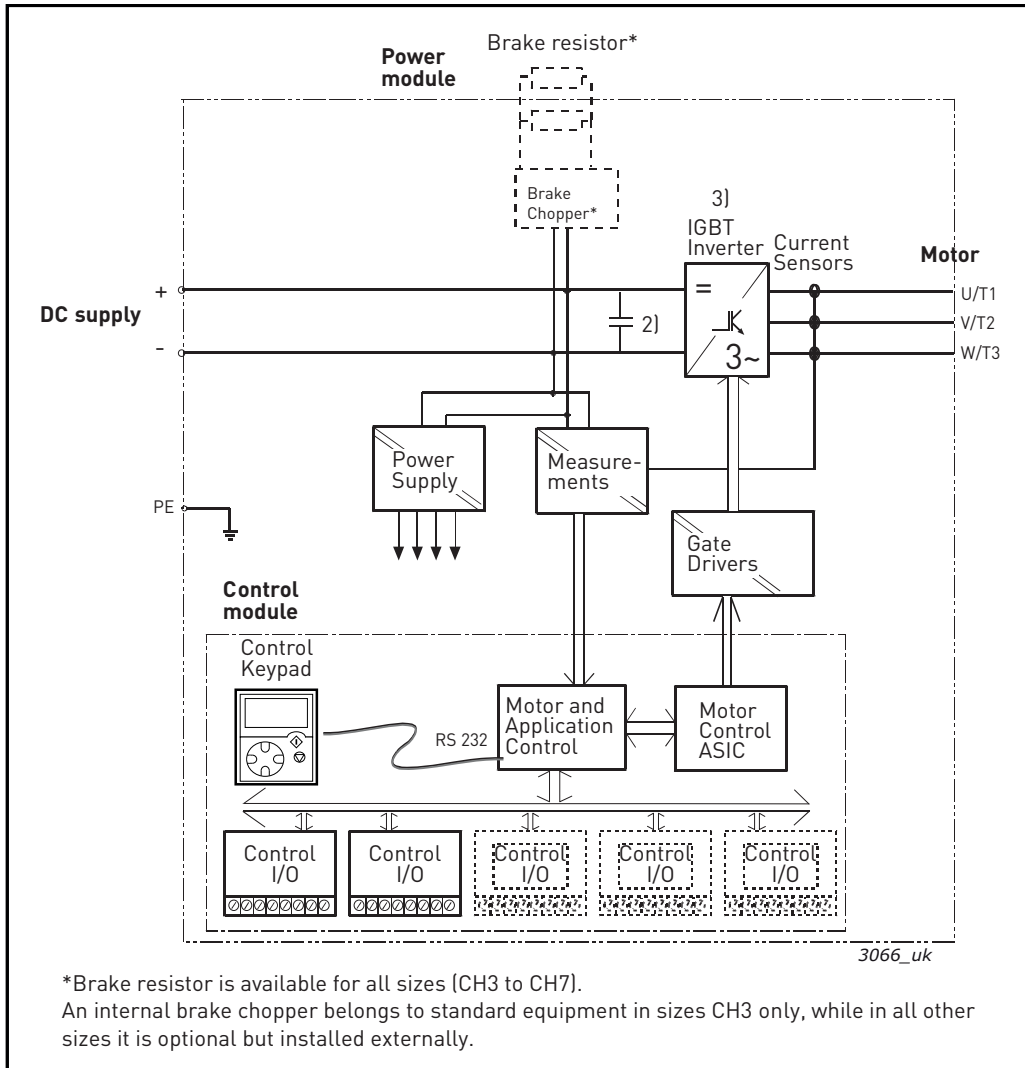 Brake resistor*
Power
module
Brake
Chopper*
3)
IGBT
Inverter
Current
Sensors
Motor
+
DC supply
-
=
3~
2)
U/T1
V/T2
W/T3
Power
Supply
Measure-
ments
PE
Gate
Drivers
Control
module
Control
Keypad
RS 232
Motor and
Application
Control
Motor
Control
ASIC
Control
I/O
Control
I/O
Control
I/O
Control
I/O
Control
I/O
3066_uk
*Brake resistor is available for all sizes (CH3 to CH7).
An internal brake chopper belongs to standard equipment in sizes CH3 only, while in all other
sizes it is optional but installed externally.